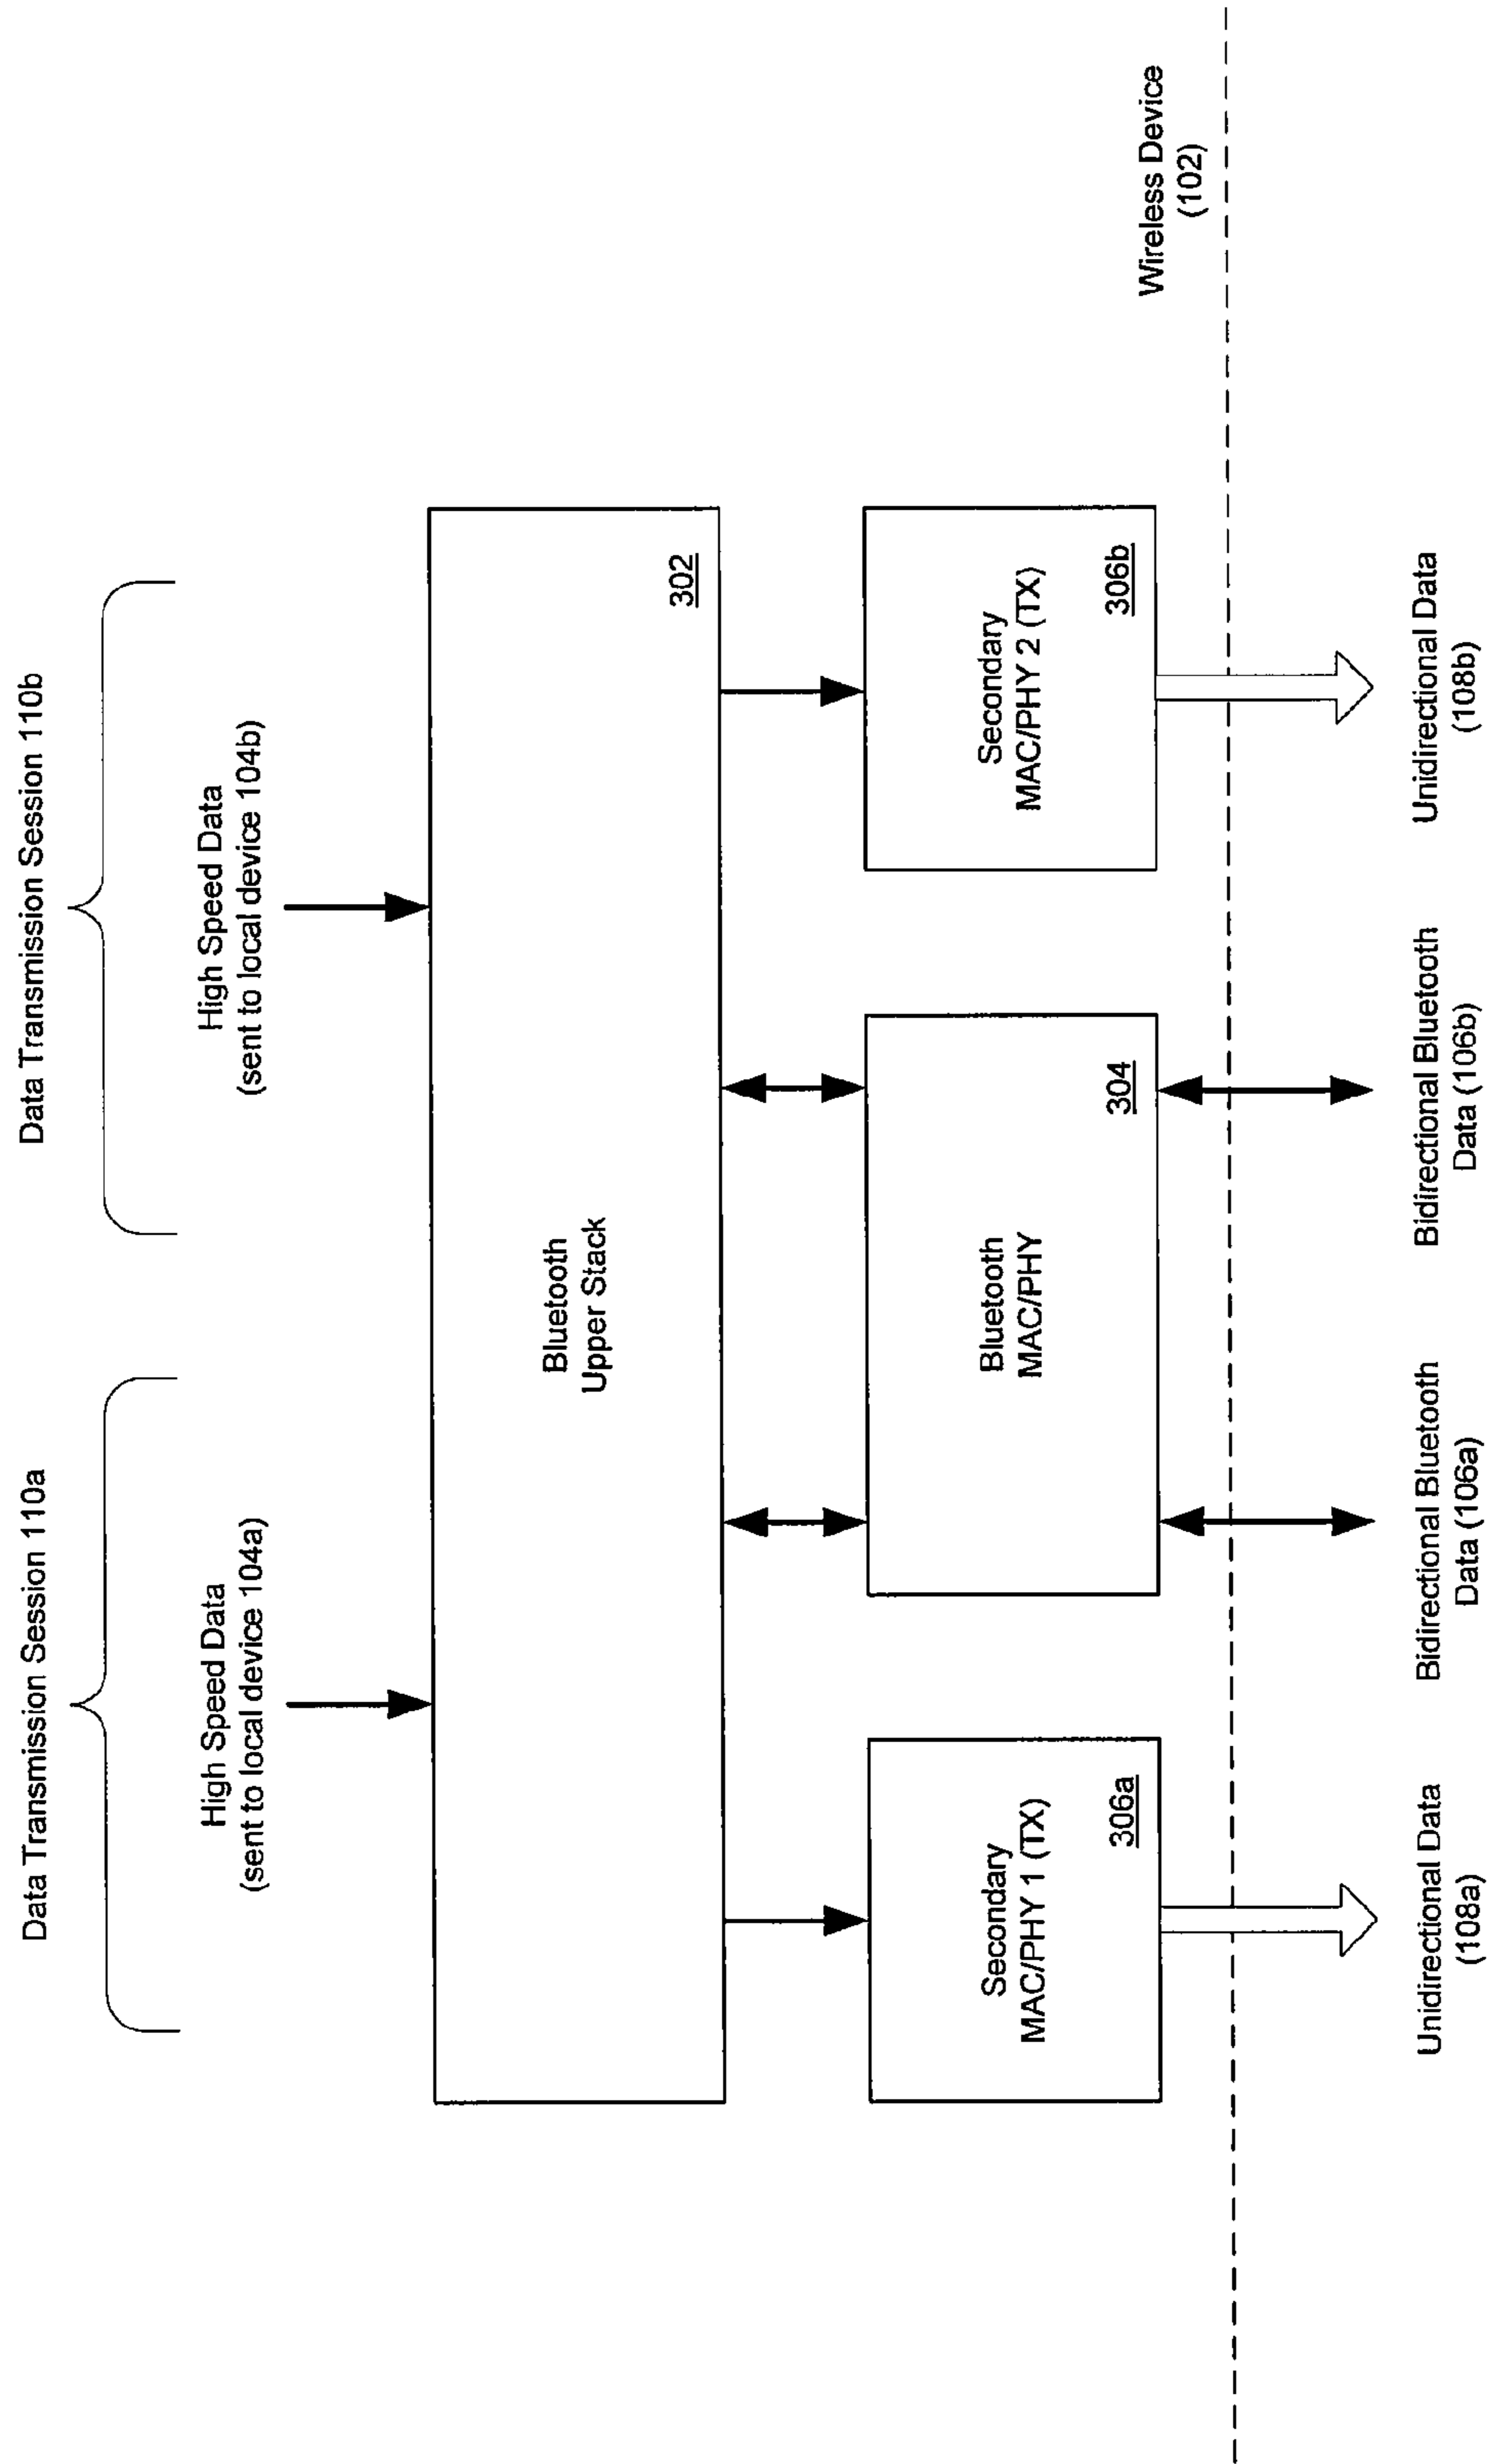 Data Transmission Session 110a
Data Transmission Session 110b
High Speed Data
(sent to local device 104a)
High Speed Data
(sent to local device 104b)
Bluetooth
Upper Stack
302
Secondary
MAC/PHY 1 (TX)
306a
Bluetooth
MAC/PHY
304
Secondary
MAC/PHY 2 (TX)
306b
Wireless Device
(102)
Unidirectional Data
(108a)
Bidirectional Bluetooth
Data (106a)
Bidirectional Bluetooth
Data (106b)
Unidirectional Data
(108b)